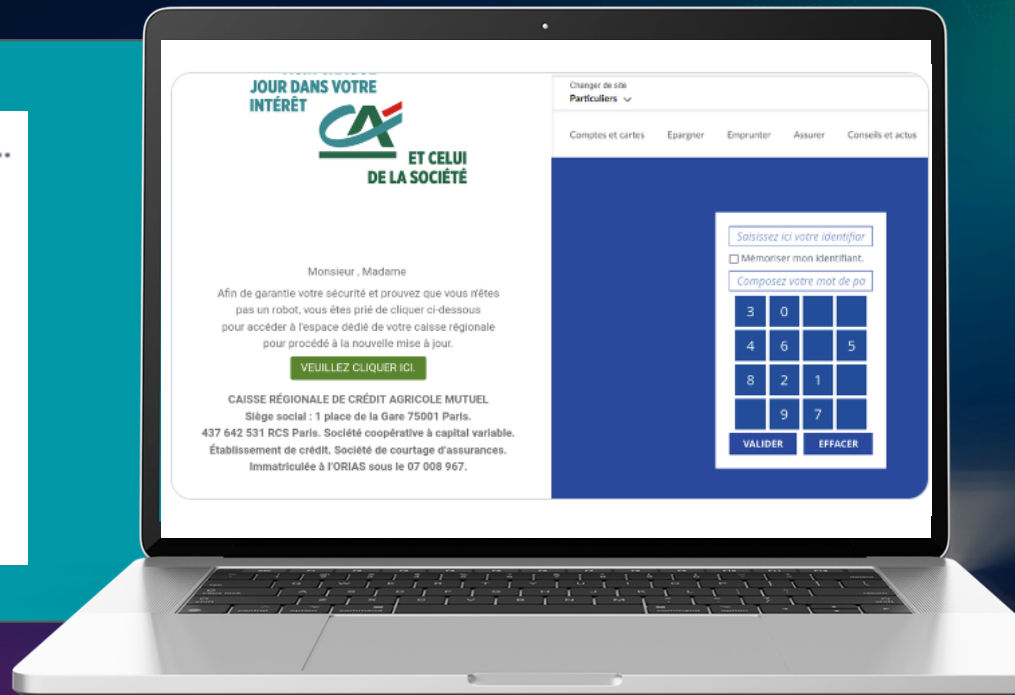 JOUR DANS VOTRE
INTÉRÊT
CA
ET CELUI
DE LA SOCIÉTÉ
Monsieur , Madame
Afin de garantie votre sécurité et prouvez que vous n'êtes
pas un robot, vous êtes prié de cliquer ci-dessous
pour accéder à l'espace dédié de votre caisse régionale
pour procédé à la nouvelle mise à jour.
VEUILLEZ CLIQUER ICI.
CAISSE RÉGIONALE DE CRÉDIT AGRICOLE MUTUEL
Siège social : 1 place de la Gare 75001 Paris.
437 642 531 RCS Paris. Société coopérative à capital variable.
Établissement de crédit. Société de courtage d'assurances.
Immatriculée à l'ORIAS sous le 07 008 967.
Changer de site
Particuliers
Comptes et cartes Epargner Emprunter Assurer Conseils et actus
Saisissez ici votre identifiar
Mémoriser mon identifiant.
Composez votre mot de pa
3 0
4 6 5
8 2 1
9 7
VALIDER EFFACER